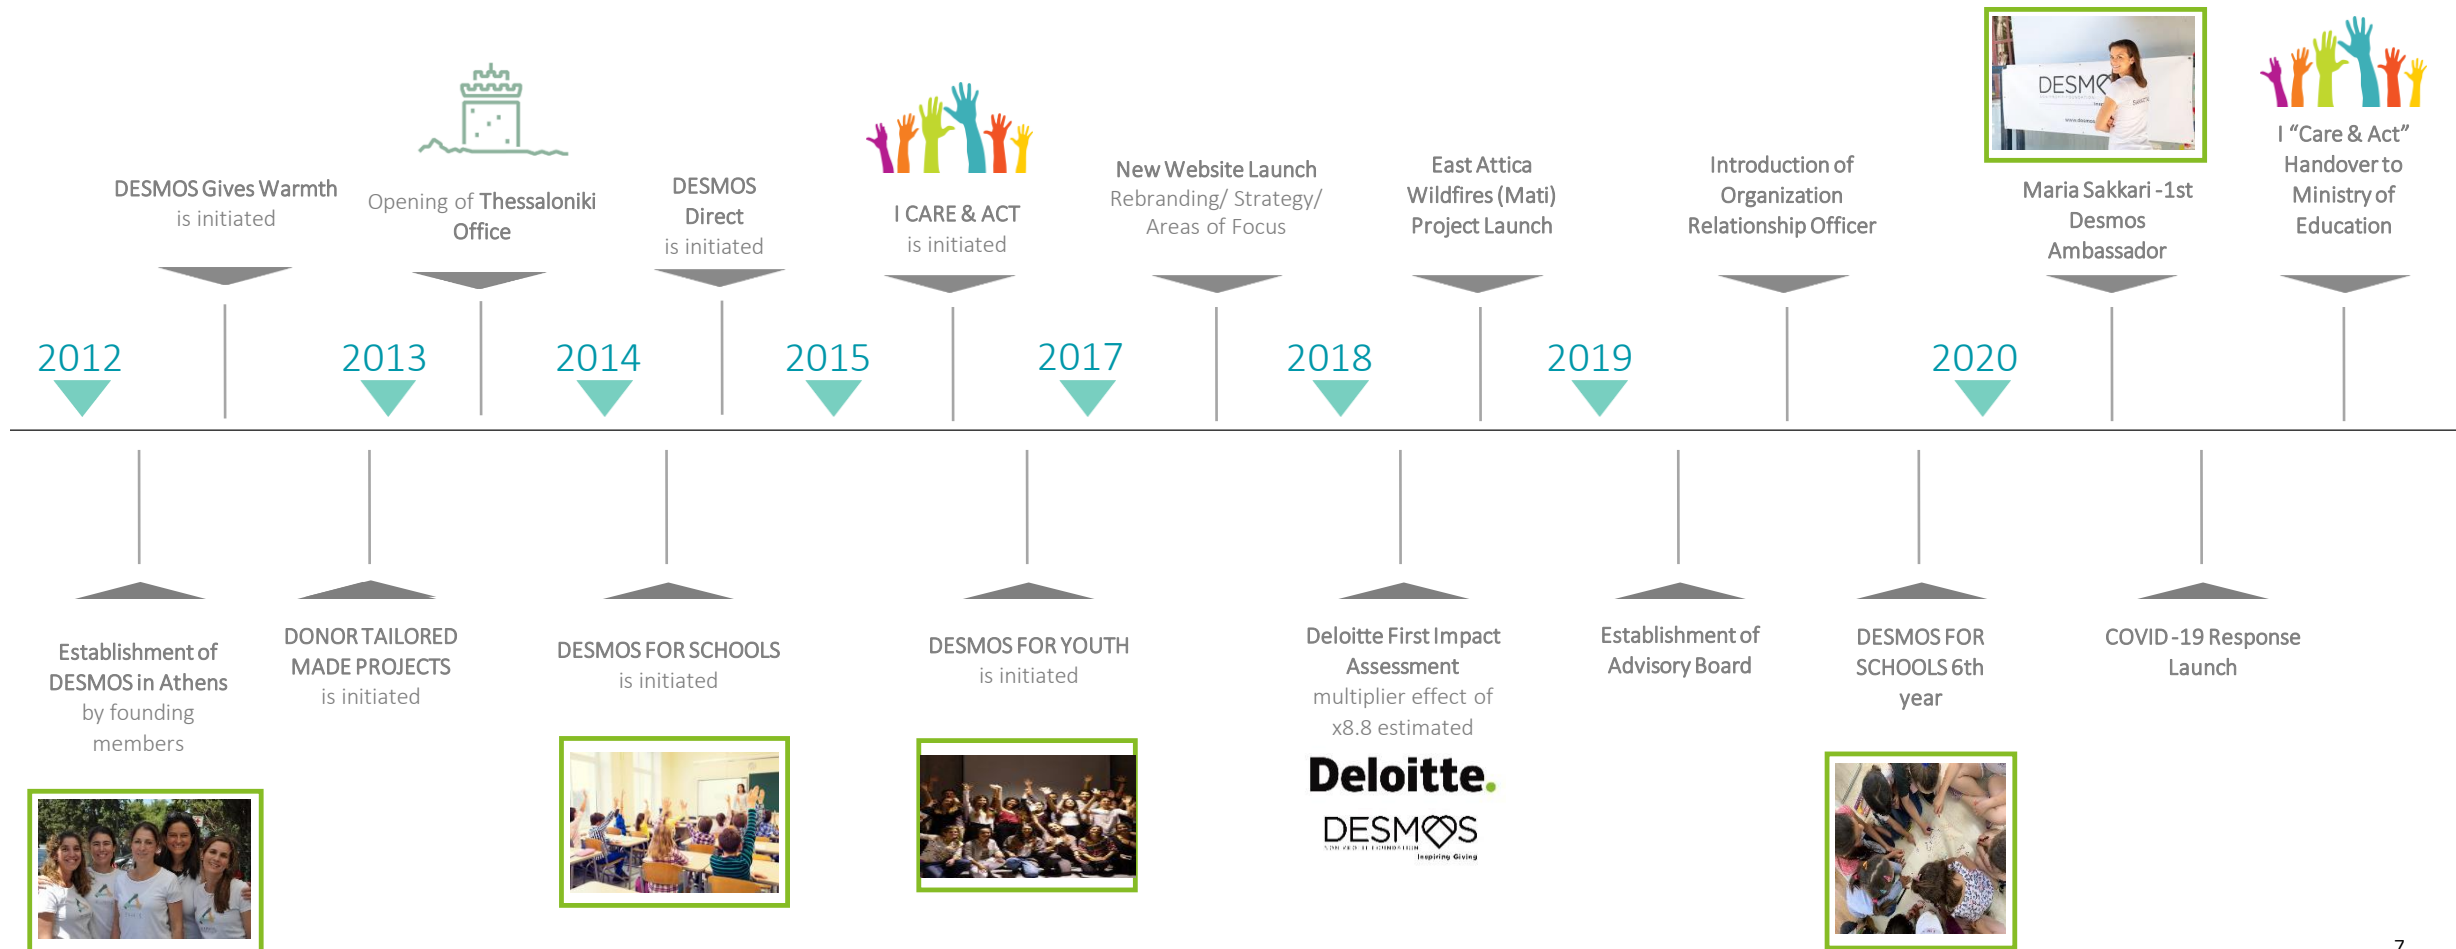 DESMOS Gives Warmth
is initiated
Opening of Thessaloniki
Office
DESMOS
Direct
is initiated
I CARE & ACT
is initiated
New Website Launch
Rebranding/ Strategy/
Areas of Focus
East Attica
Wildfires (Mati)
Project Launch
Introduction of
Organization
Relationship Officer
DESM
Maria Sakkari -1st
Desmos
Ambassador
I “Care & Act”
Handover to
Ministry of
Education
2012
2013
2014
2015
2017
2018
2019
2020
Establishment of
DESMOS in Athens
by founding
members
DONOR TAILORED
MADE PROJECTS
is initiated
DESMOS FOR SCHOOLS
is initiated
DESMOS FOR YOUTH
is initiated
Deloitte First Impact
Assessment
multiplier effect of
x8.8 estimated
Deloitte.
DESMOS
Inspiring Giving
Establishment of
Advisory Board
DESMOS FOR
SCHOOLS 6th
year
COVID -19 Response
Launch
7